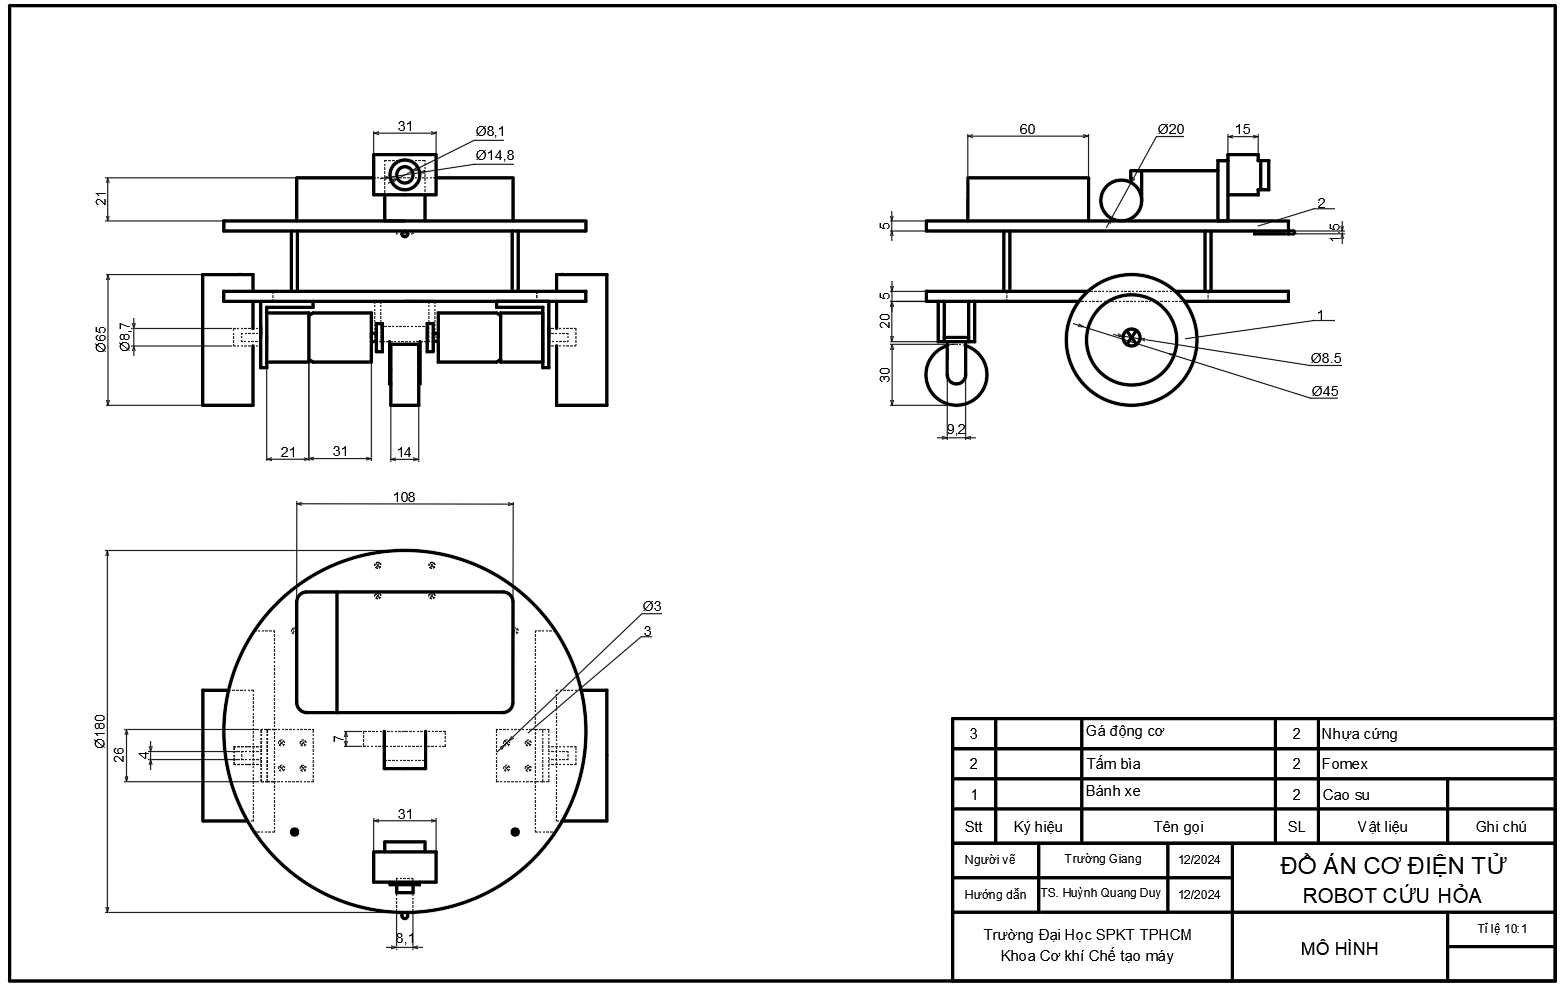 31
Ø8,1
Ø14,8
21
Ø65
Ø8,7
21
31
14
60
Ø20
15
2
5
1,5
5
20
30
1
Ø8.5
Ø45
9,2
108
Ø180
Ø3
3
26
4
7
31
8,1
3 Gá động cơ 2 Nhựa cứng
2 Tấm bìa 2 Fomex
1 Bánh xe 2 Cao su
Stt Ký hiệu Tên gọi SL Vật liệu Ghi chú
Người vẽ Trường Giang 12/2024
Hướng dẫn TS. Huỳnh Quang Duy 12/2024
ĐỒ ÁN CƠ ĐIỆN TỬ
ROBOT CỨU HỎA
Trường Đại Học SPKT TPHCM
Khoa Cơ khí Chế tạo máy
MÔ HÌNH
Tỉ lệ 10:1